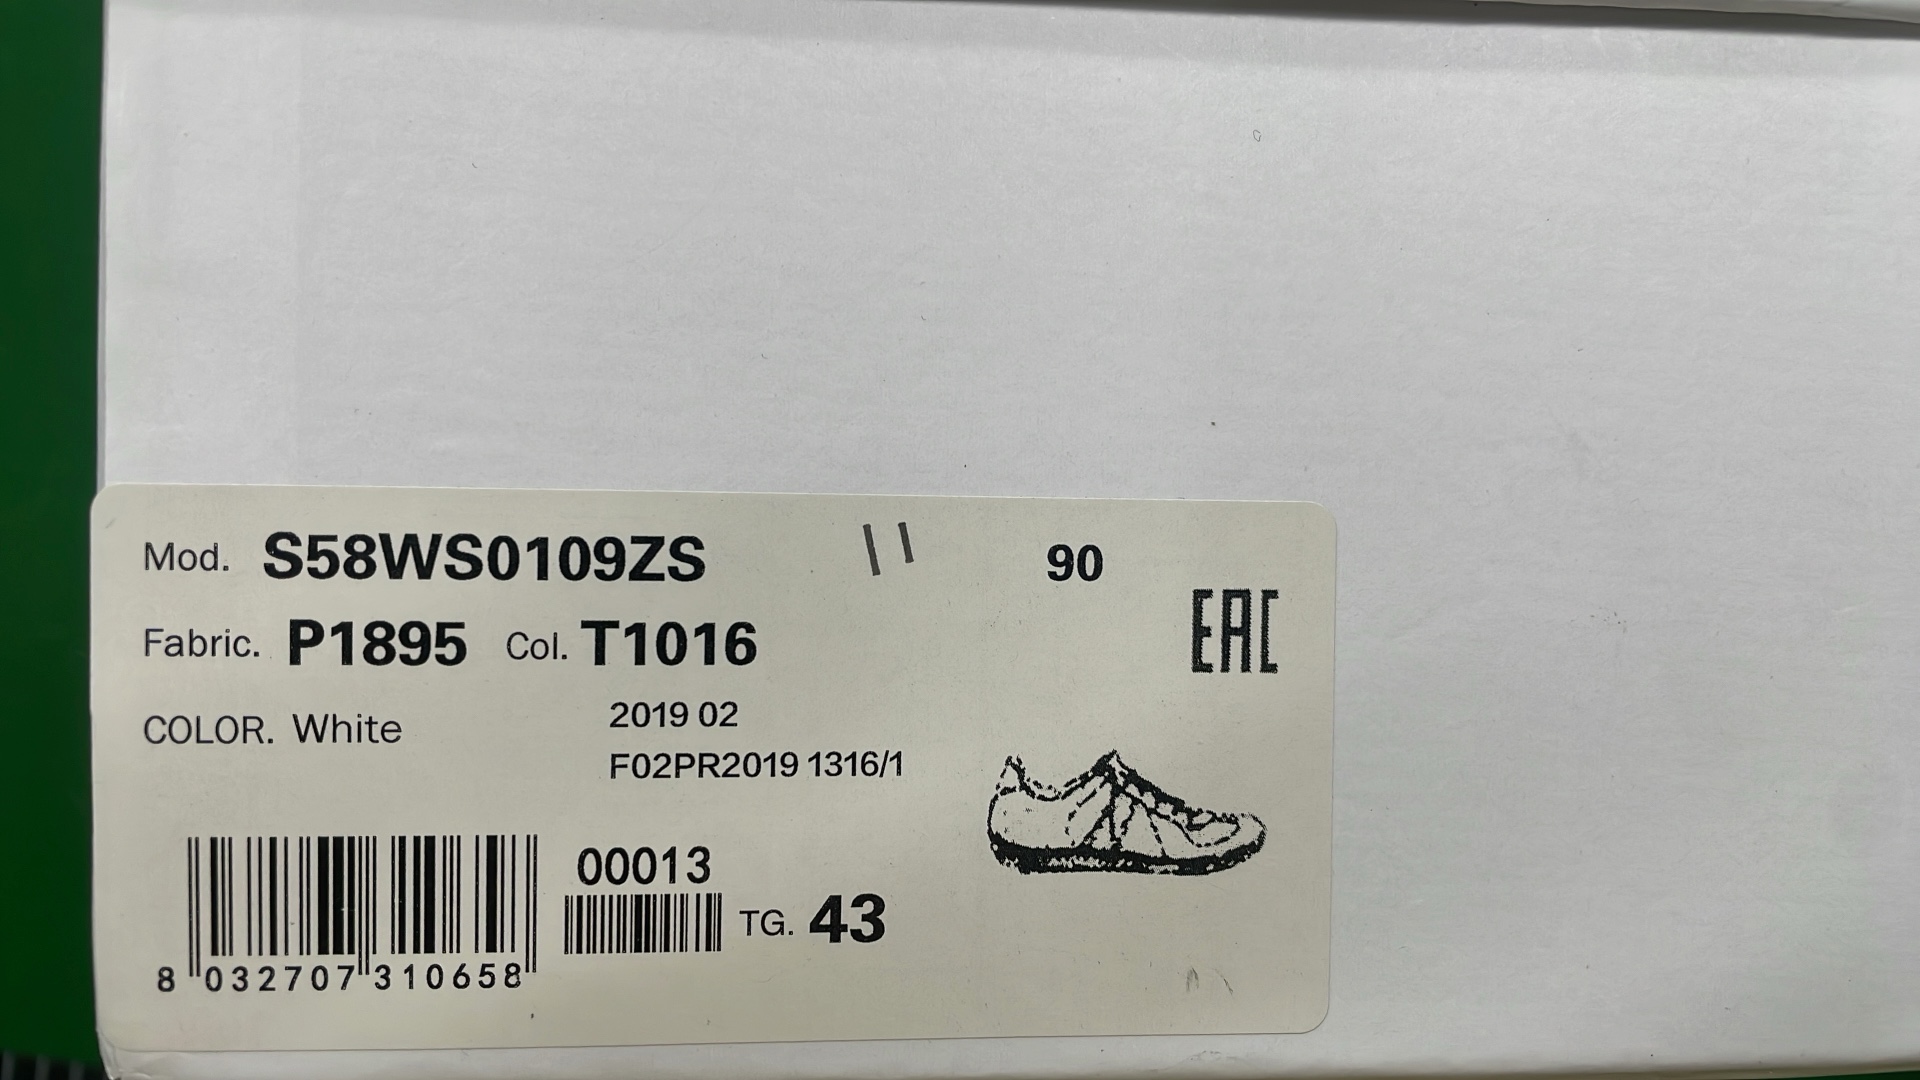 Mod. S58WS0109ZS 11 90
Fabric. P1895 Col. T1016
EAC
COLOR. White 2019 02
F02PR2019 1316/1
00013
TG. 43
8 032707 310658